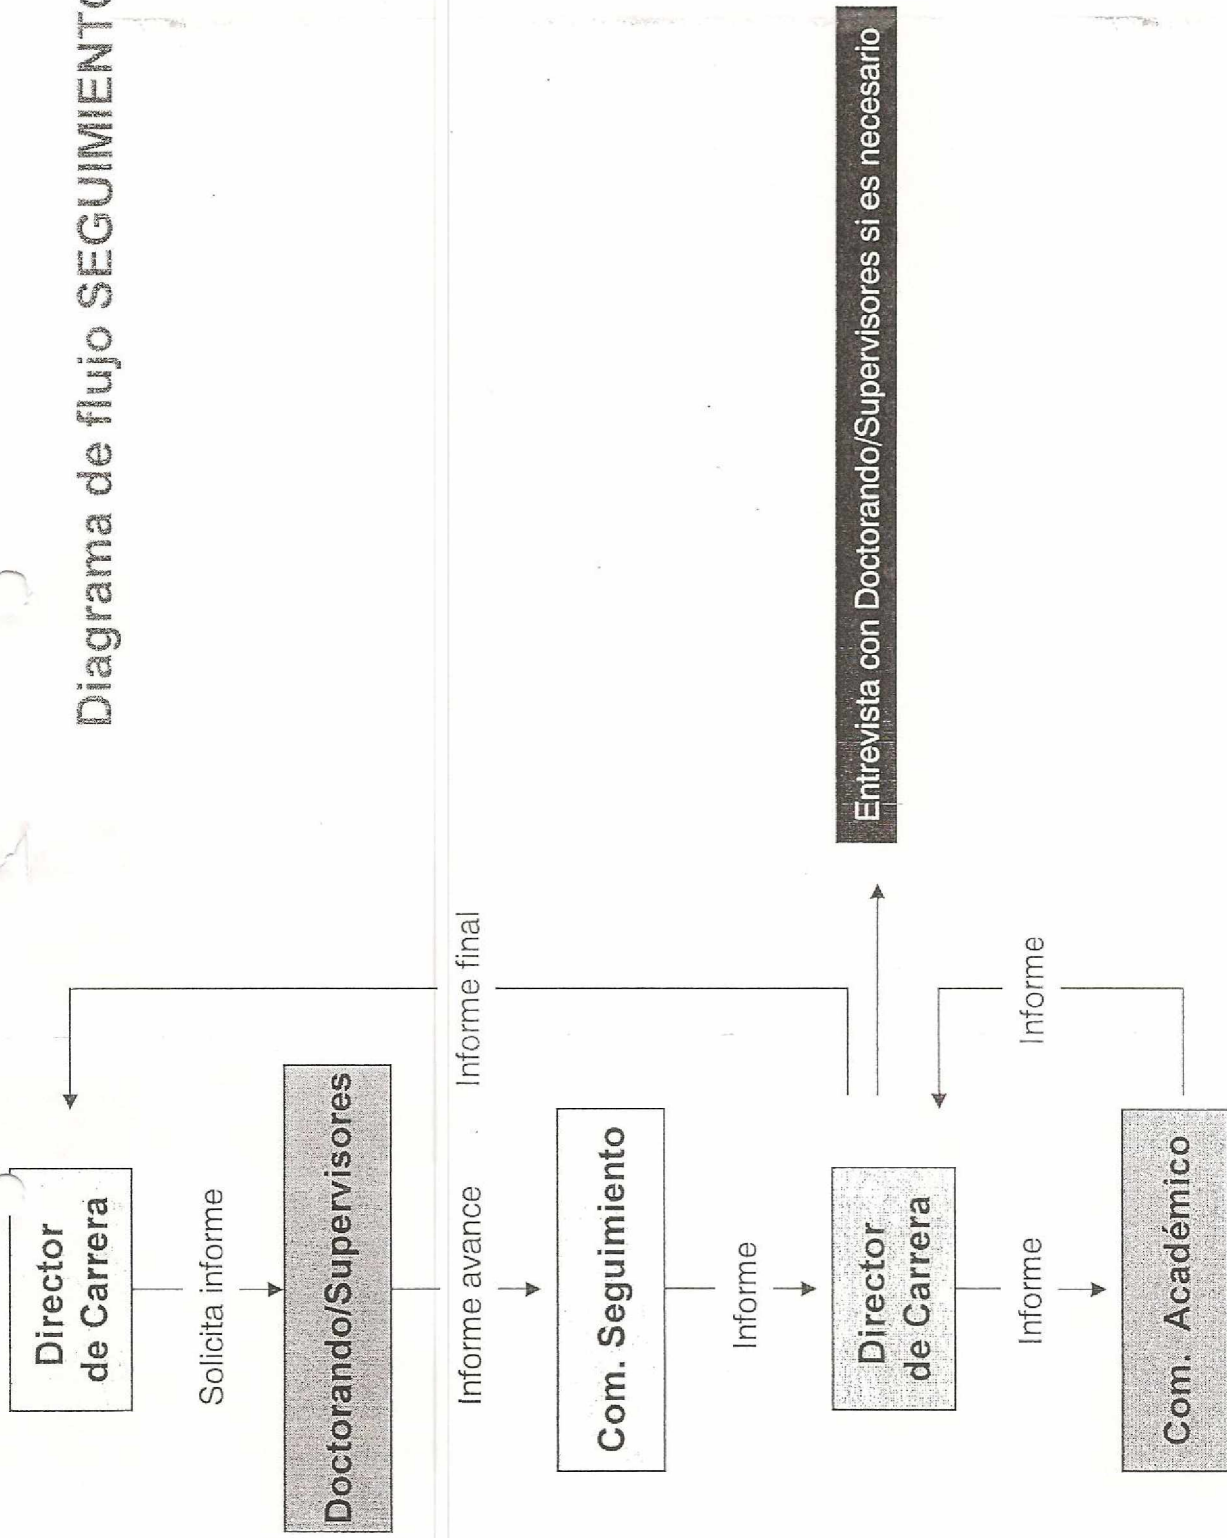 Diagrama de flujo SEGUIMIENTO
Director
de Carrera
Solicita informe
Doctorando/Supervisores
Informe avance
Informe final
Com. Seguimiento
Informe
Director
de Carrera
Entrevista con Doctorando/Supervisores si es necesario
Informe
Informe
Com. Académico